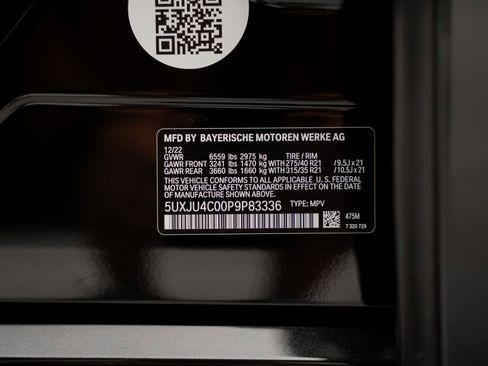 MFD BY BAYERISCHE MOTOREN WERKE AG
12/22
GVWR 6559 lbs 2975 kg TIRE / RIM
GAWR FRONT 3241 lbs 1470 kg WITH 275/40 R21 / 9.5J x 21
GAWR REAR 3660 lbs 1660 kg WITH 315/35 R21 / 10.5J x 21
THIS VEHICLE CONFORMS TO ALL APPLICABLE U. S. FEDERAL
MOTOR VEHICLE SAFETY STANDARDS IN EFFECT ON THE DATE
OF MANUFACTURE SHOWN ABOVE.
5UXJU4C00P9P83336 TYPE: MPV
475M
7 320 729